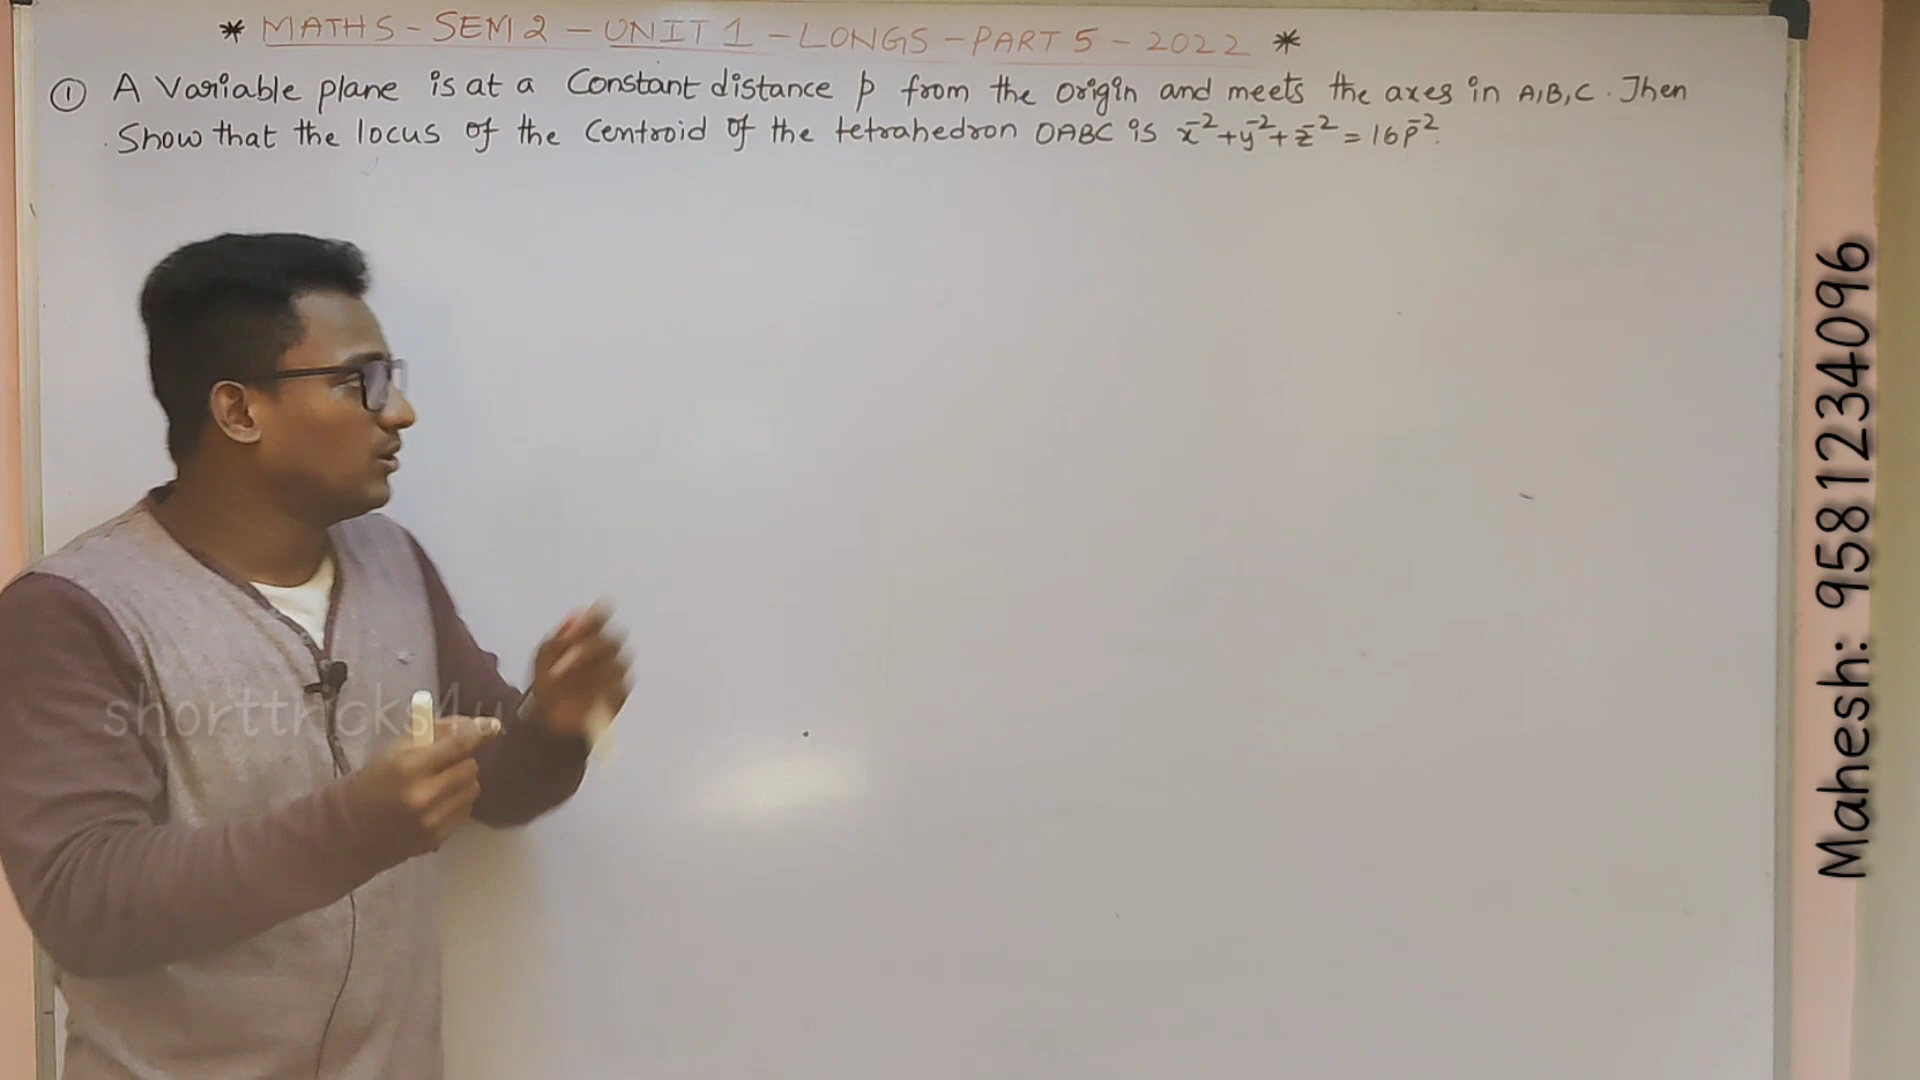 * MATHS - SEM 2 - UNIT 1 - LONGS - PART 5 - 2022 *
① A Variable plane is at a Constant distance p from the origin and meets the axes in A,B,C. Then
Show that the locus of the Centroid of the tetrahedron OABC is x⁻²+y⁻²+z⁻² = 16p⁻².
shorttricks4u
Mahesh: 9581234096